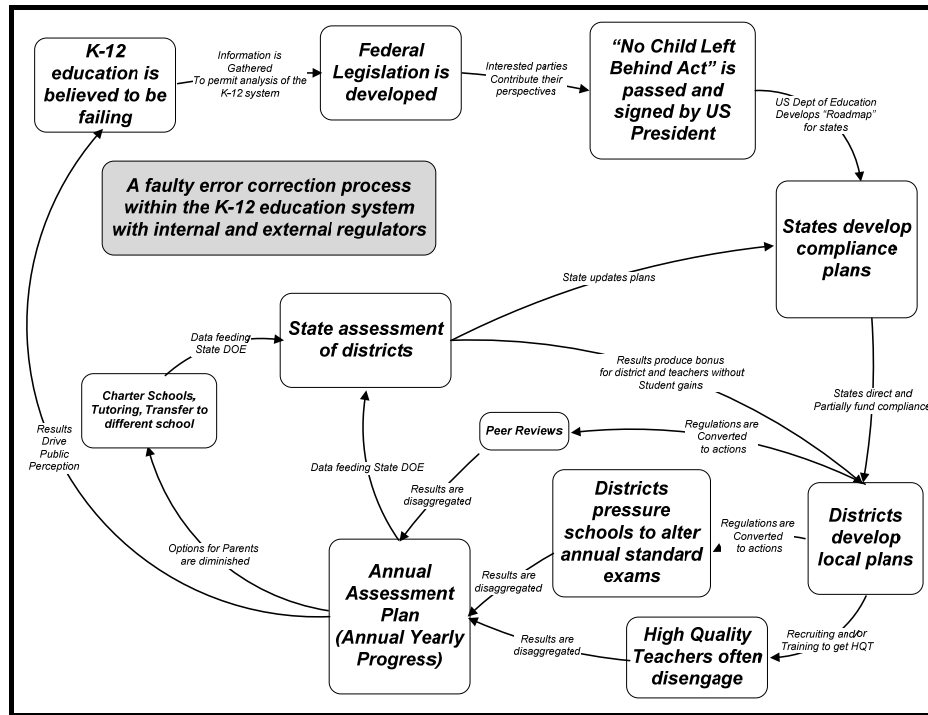 K-12
education is
believed to be
failing
Information is
Gathered
To permit analysis of the
K-12 system
Federal
Legislation is
developed
Interested parties
Contribute their
perspectives
“No Child Left
Behind Act” is
passed and
signed by US
President
US Dept of Education
Develops “Roadmap”
for states
A faulty error correction process
within the K-12 education system
with internal and external regulators
States develop
compliance
plans
State updates plans
State assessment
of districts
Data feeding
State DOE
Results produce bonus
for district and teachers without
Student gains
Charter Schools,
Tutoring, Transfer to
different school
States direct and
Partially fund compliance
Results
Drive
Public
Perception
Peer Reviews
Regulations are
Converted
to actions
Data feeding State DOE
Results are
disaggregated
Districts
pressure
schools to alter
annual standard
exams
Regulations are
Converted
to actions
Districts
develop
local plans
Options for Parents
are diminished
Annual
Assessment
Plan
(Annual Yearly
Progress)
Results are
disaggregated
Results are
disaggregated
High Quality
Teachers often
disengage
Recruiting and/or
Training to get HQT